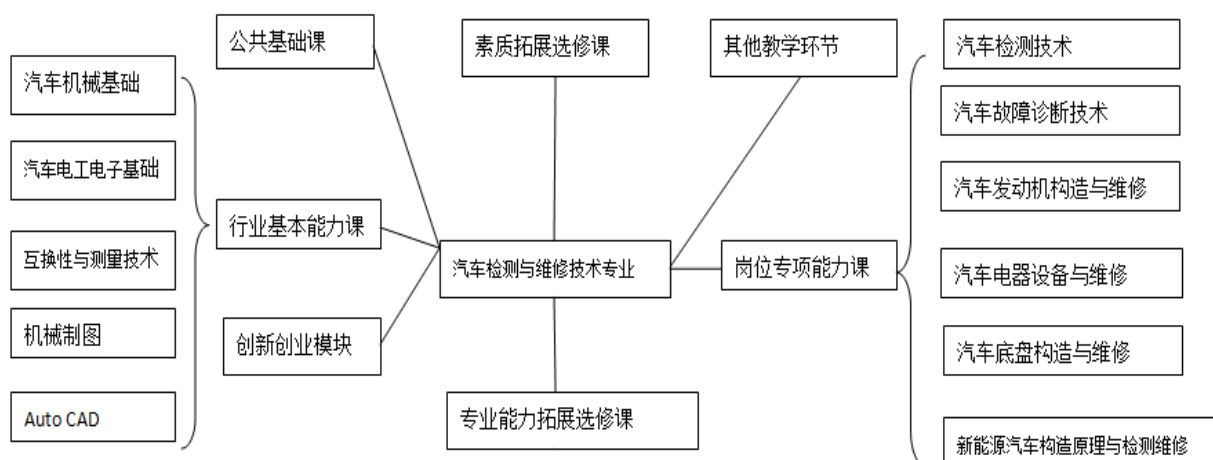 公共基础课
素质拓展选修课
其他教学环节
汽车检测技术
汽车机械基础
汽车故障诊断技术
汽车电工电子基础
汽车发动机构造与维修
行业基本能力课
互换性与测量技术
汽车检测与维修技术专业
岗位专项能力课
汽车电器设备与维修
机械制图
创新创业模块
汽车底盘构造与维修
Auto CAD
专业能力拓展选修课
新能源汽车构造原理与检测维修